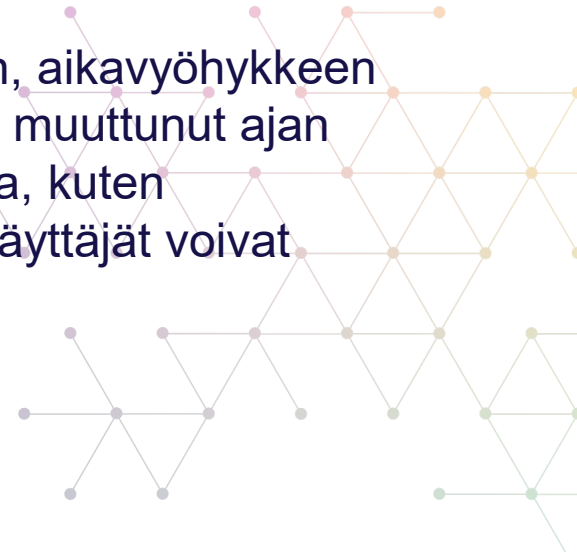 , aikavyöhykkeen
muuttunut ajan
a, kuten
äyttäjät voivat